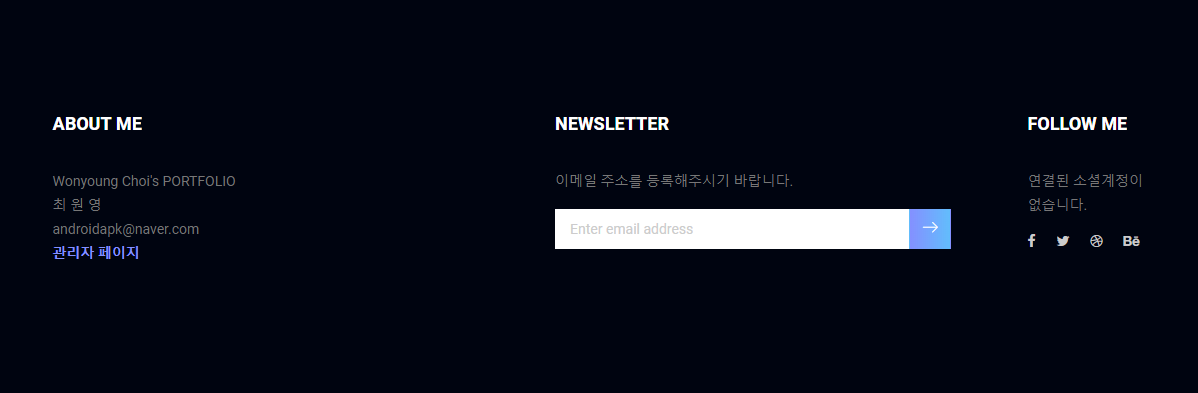 ABOUT ME
Wonyoung Choi's PORTFOLIO
최 원 영
androidapk@naver.com
관리자 페이지
NEWSLETTER
이메일 주소를 등록해주시기 바랍니다.
Enter email address
FOLLOW ME
연결된 소셜계정이
없습니다.
Bē